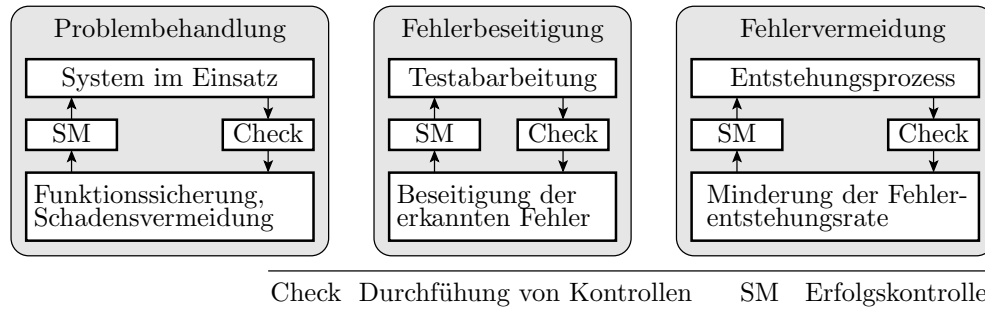 Problembehandlung
System im Einsatz
SM
Check
Funktionssicherung,
Schadensvermeidung
Fehlerbeseitigung
Testabarbeitung
SM
Check
Beseitigung der
erkannten Fehler
Fehlervermeidung
Entstehungsprozess
SM
Check
Minderung der Fehler-
entstehungsrate
Check Durchfühung von Kontrollen SM Erfolgskontrolle